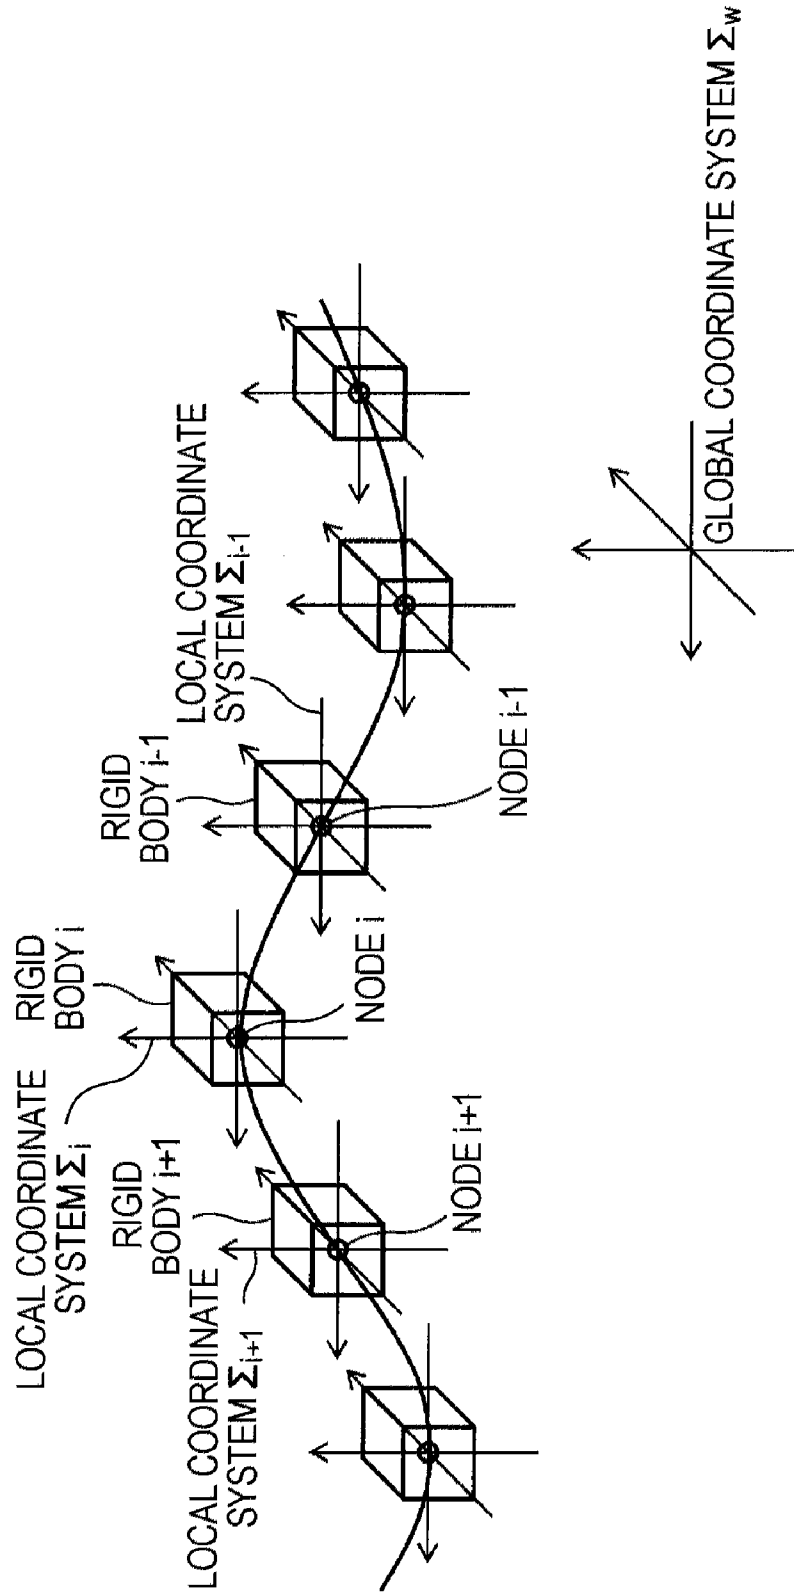 LOCAL COORDINATE
SYSTEM Σi
RIGID
BODY i
LOCAL COORDINATE
SYSTEM Σi+1
RIGID
BODY i+1
NODE i+1
NODE i
RIGID
BODY i-1
LOCAL COORDINATE
SYSTEM Σi-1
NODE i-1
GLOBAL COORDINATE SYSTEM Σw